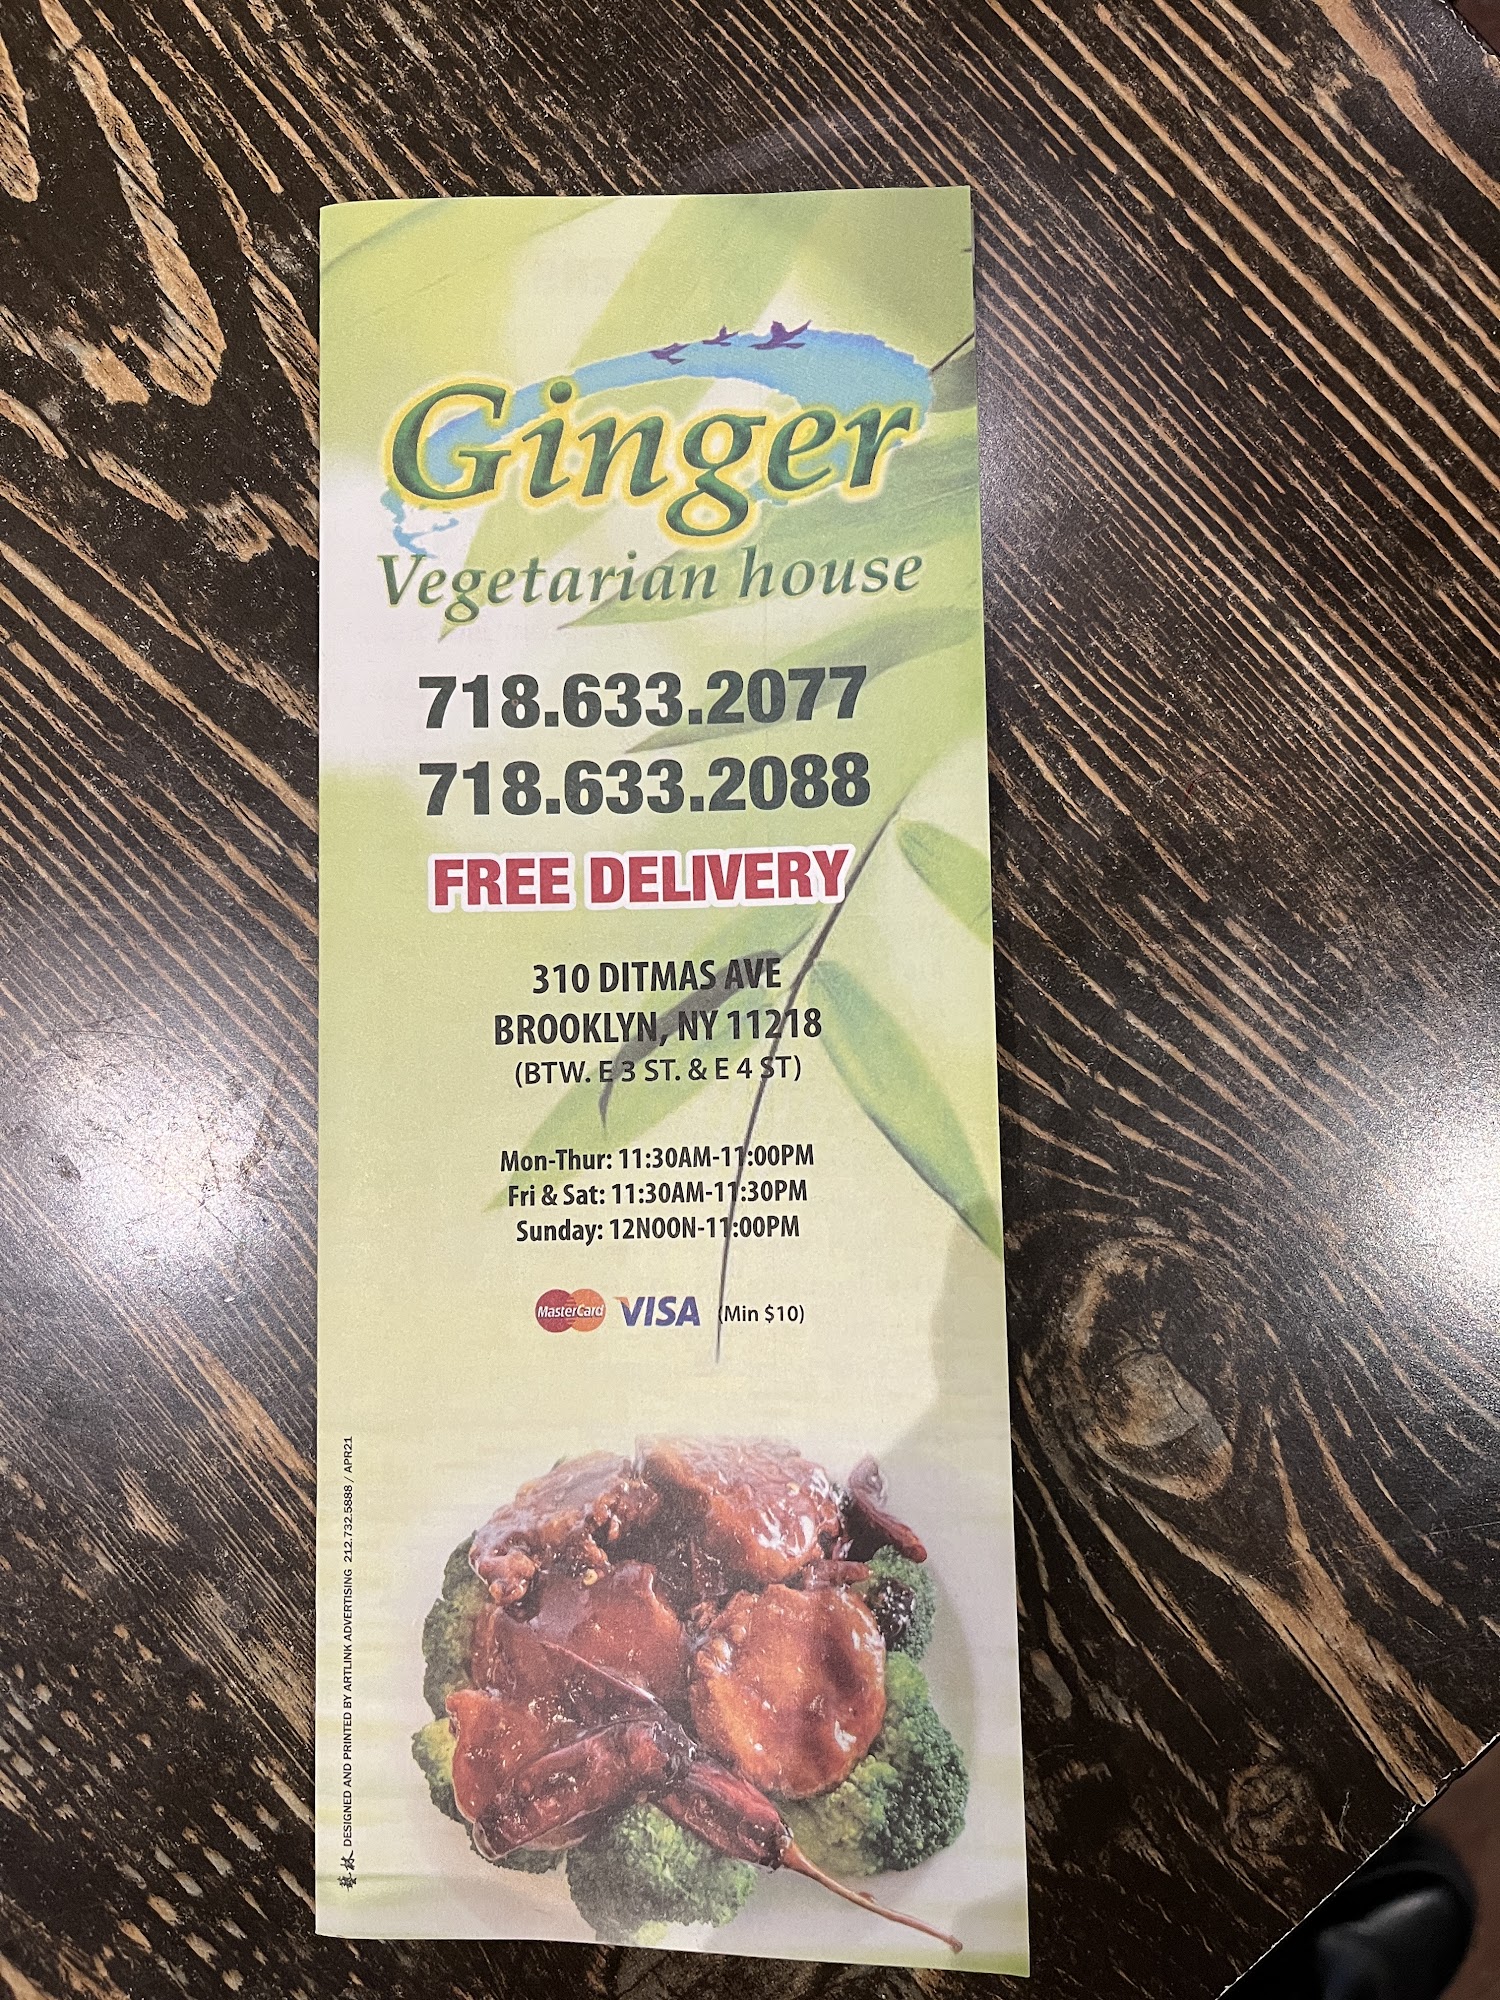 Ginger
Vegetarian house
718.633.2077
718.633.2088
FREE DELIVERY
310 DITMAS AVE
BROOKLYN, NY 11218
(BTW. E 3 ST. & E 4 ST)
Mon-Thur: 11:30AM-11:00PM
Fri & Sat: 11:30AM-11:30PM
Sunday: 12NOON-11:00PM
MasterCard VISA (Min $10)
藝林 DESIGNED AND PRINTED BY ARTLINK ADVERTISING 212.732.5888 / APR21